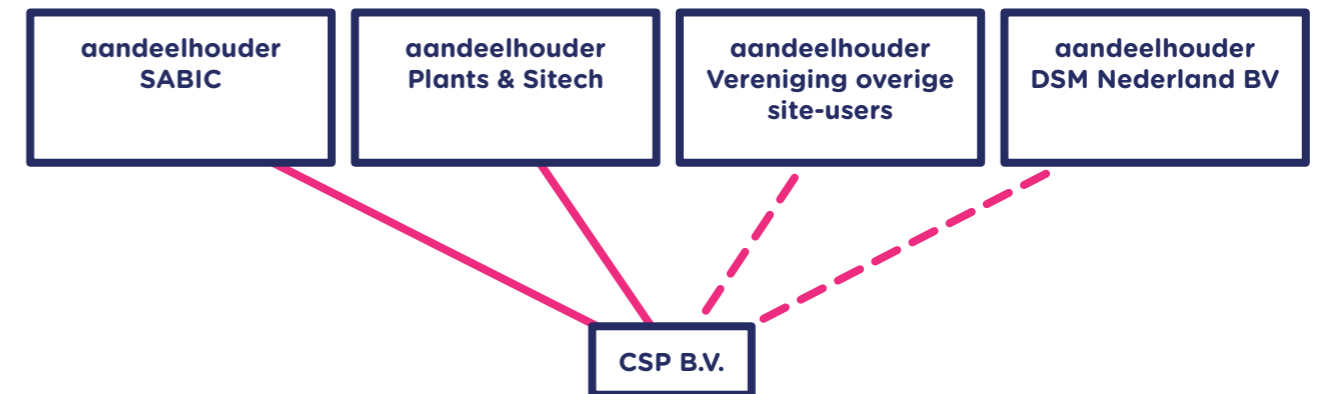 aandeelhouder
SABIC
aandeelhouder
Plants & Sitech
aandeelhouder
Vereniging overige
site-users
aandeelhouder
DSM Nederland BV
CSP B.V.